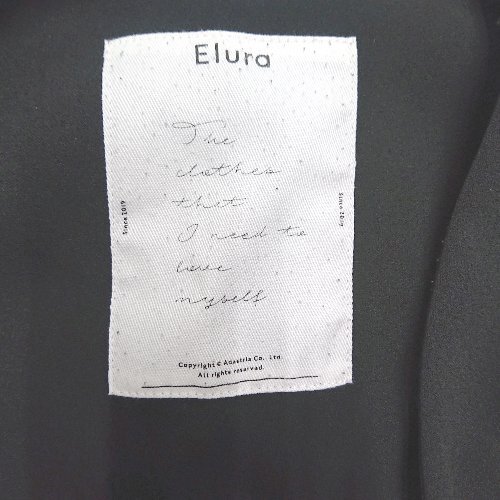 Elura
The
clothes
that
I need to
love
myself
Since 2019
Since 2019
Copyright © Adastria Co. Ltd.
All rights reserved.